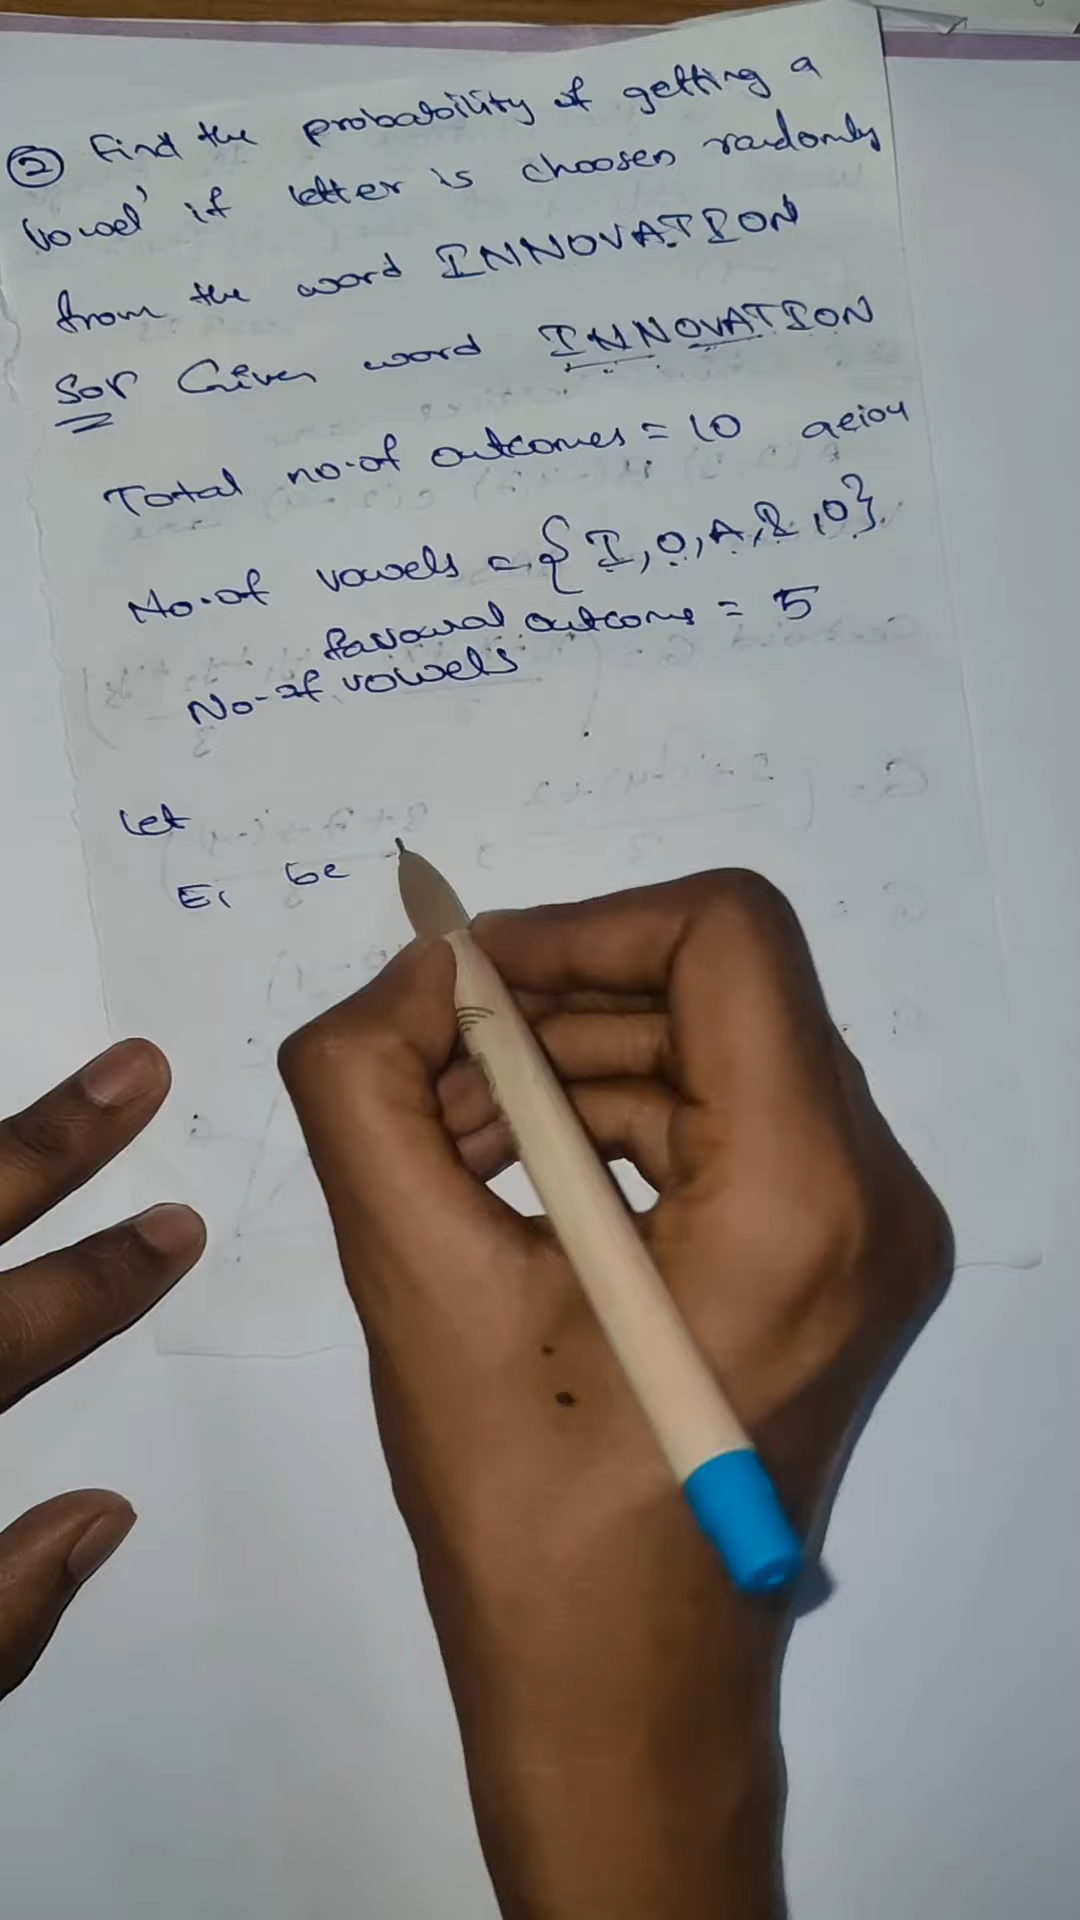 ② Find the probability of getting a
vowel' if letter is choosen randomly
from the word INNOVATION
Sol Given word INNOVATION
Total no.of outcomes = 10 aeiou
No.of vowels = { I, O, A, I, O}
favoural outcoms = 5
No-of vowels
Let
E1 be